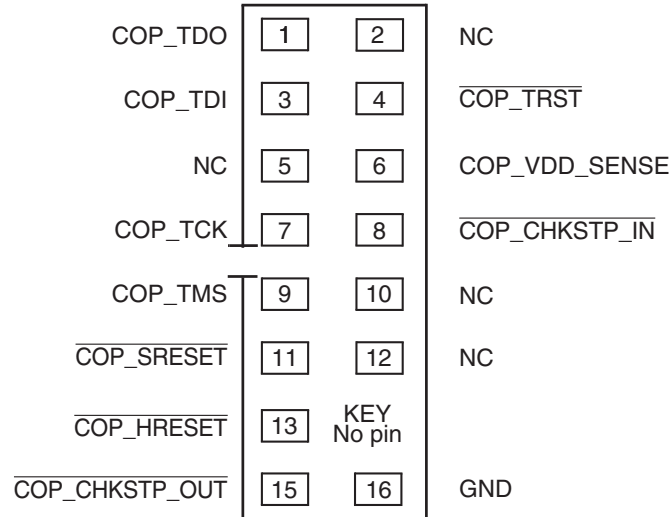 COP_TDO 1 2 NC
COP_TDI 3 4 COP_TRST
NC 5 6 COP_VDD_SENSE
COP_TCK 7 8 COP_CHKSTP_IN
COP_TMS 9 10 NC
COP_SRESET 11 12 NC
COP_HRESET 13 KEY
No pin
COP_CHKSTP_OUT 15 16 GND